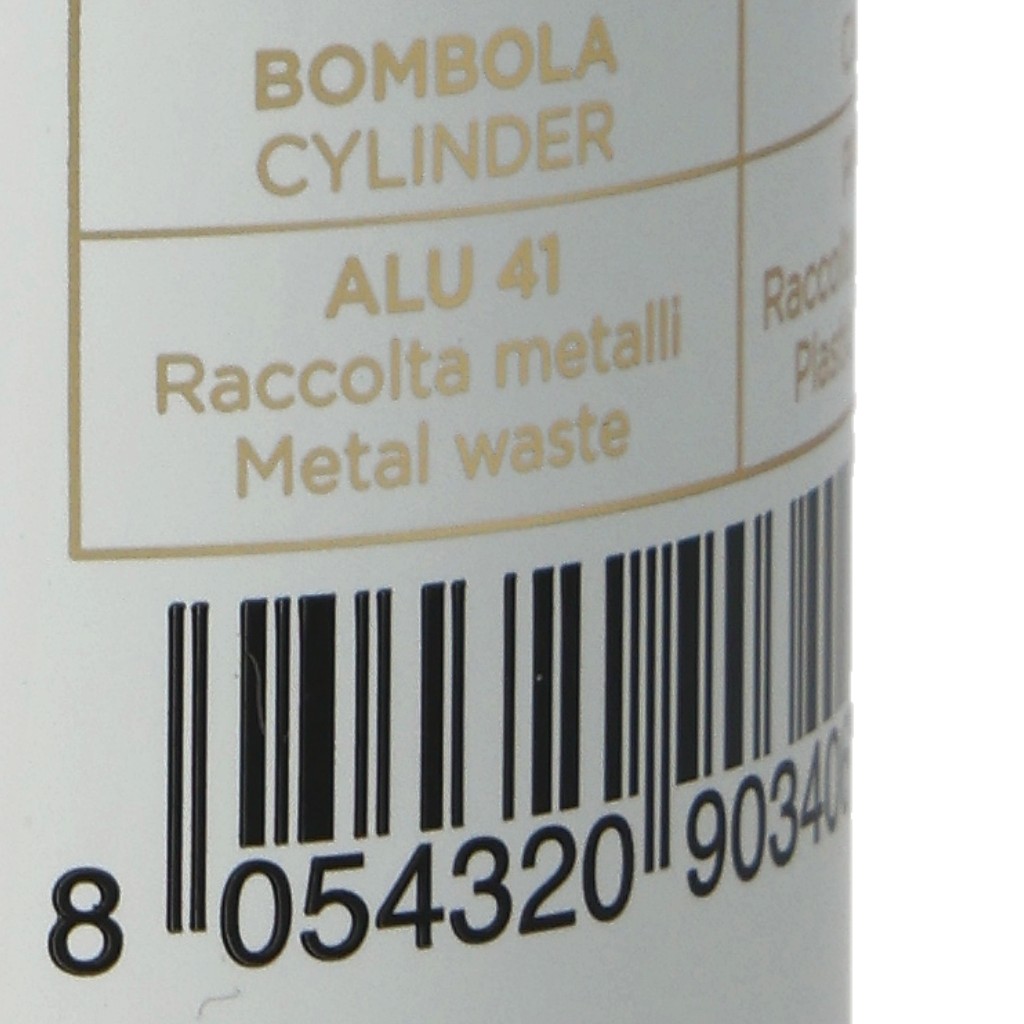 BOMBOLA
CYLINDER
ALU 41
Raccolta metalli
Metal waste
8 054320 9034